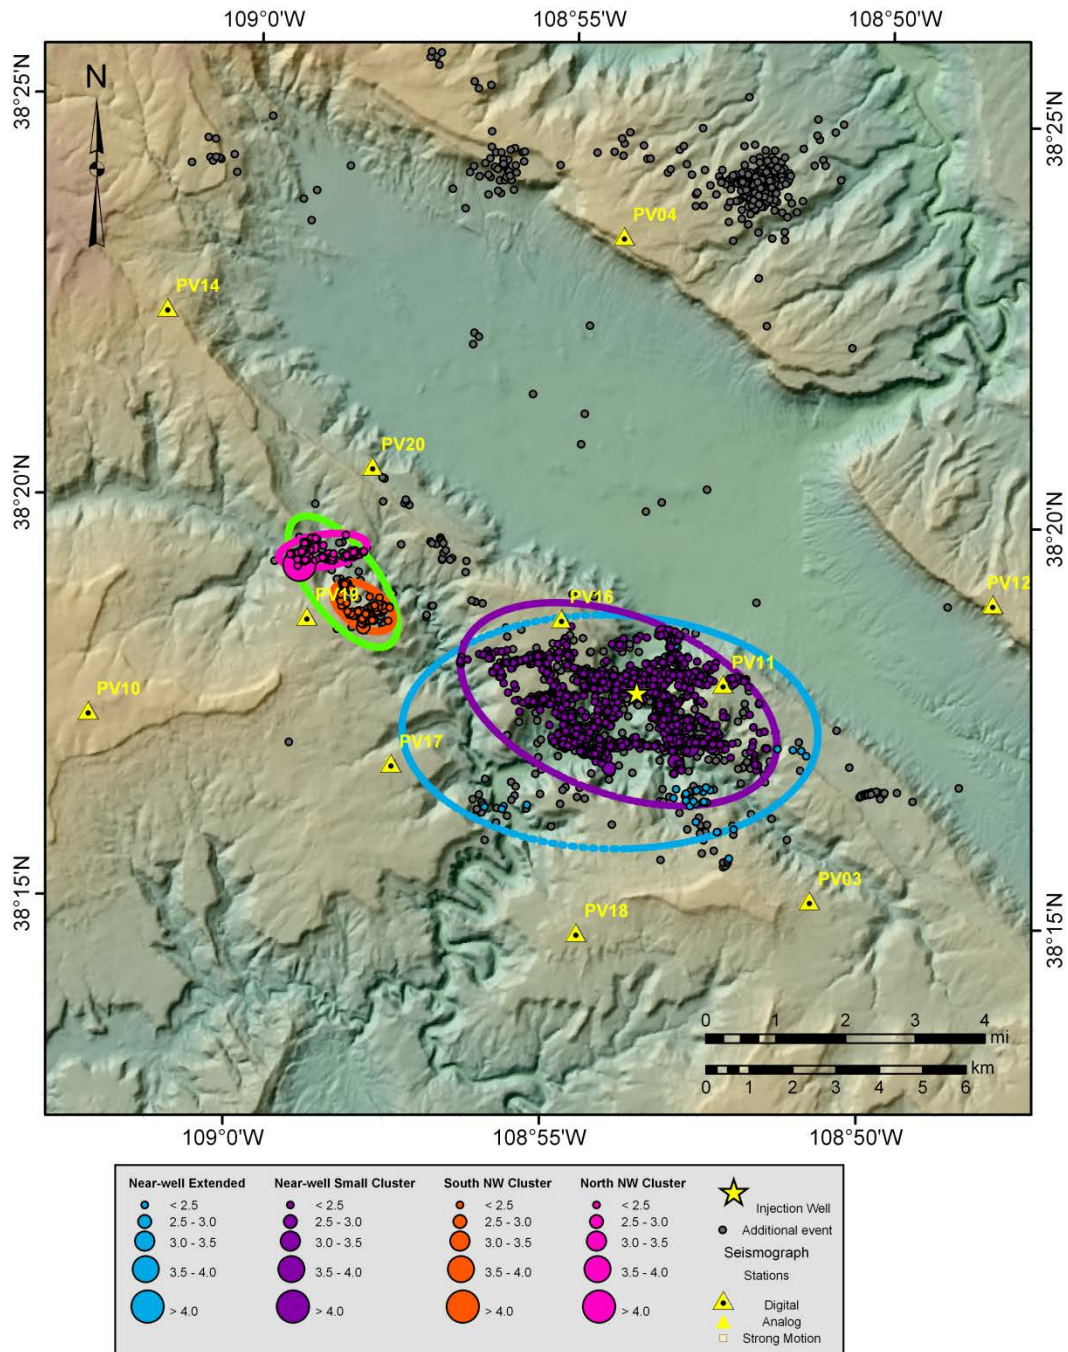 109°0'W 108°55'W 108°50'W
38°25'N
38°25'N
N
PV04
PV14
PV20
38°20'N
38°20'N
PV12
PV19
PV16
PV11
PV10
PV17
38°15'N
38°15'N
PV03
PV18
0 1 2 3 4
mi
km
0 1 2 3 4 5 6
109°0'W 108°55'W 108°50'W
Near-well Extended
< 2.5
2.5 - 3.0
3.0 - 3.5
3.5 - 4.0
> 4.0
Near-well Small Cluster
< 2.5
2.5 - 3.0
3.0 - 3.5
3.5 - 4.0
> 4.0
South NW Cluster
< 2.5
2.5 - 3.0
3.0 - 3.5
3.5 - 4.0
> 4.0
North NW Cluster
< 2.5
2.5 - 3.0
3.0 - 3.5
3.5 - 4.0
> 4.0
Injection Well
Additional event
Seismograph
Stations
Digital
Analog
Strong Motion